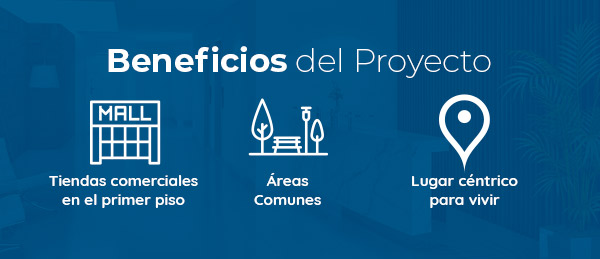 Beneficios del Proyecto
MALL
Tiendas comerciales
en el primer piso
Áreas
Comunes
Lugar céntrico
para vivir